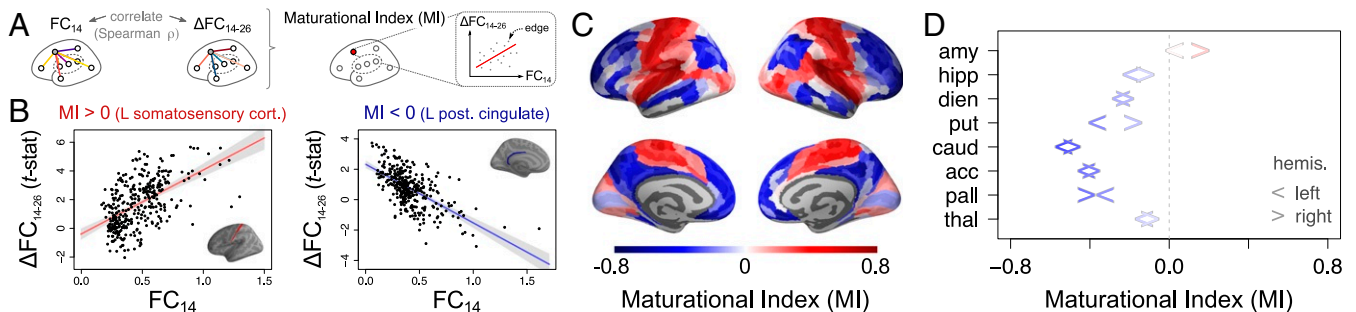 A
FC14
correlate
(Spearman ρ)
ΔFC14-26
Maturational Index (MI)
ΔFC14-26
edge
FC14
B
MI > 0 (L somatosensory cort.)
ΔFC14-26 (t-stat)
6
4
2
0
-2
0.0 0.5 1.0 1.5
FC14
MI < 0 (L post. cingulate)
ΔFC14-26 (t-stat)
4
2
0
-2
-4
0.0 0.5 1.0 1.5
FC14
C
-0.8 0 0.8
Maturational Index (MI)
D
amy
hipp
dien
put
caud
acc
pall
thal
hemis.
< left
> right
−0.8 0.0 0.8
Maturational Index (MI)